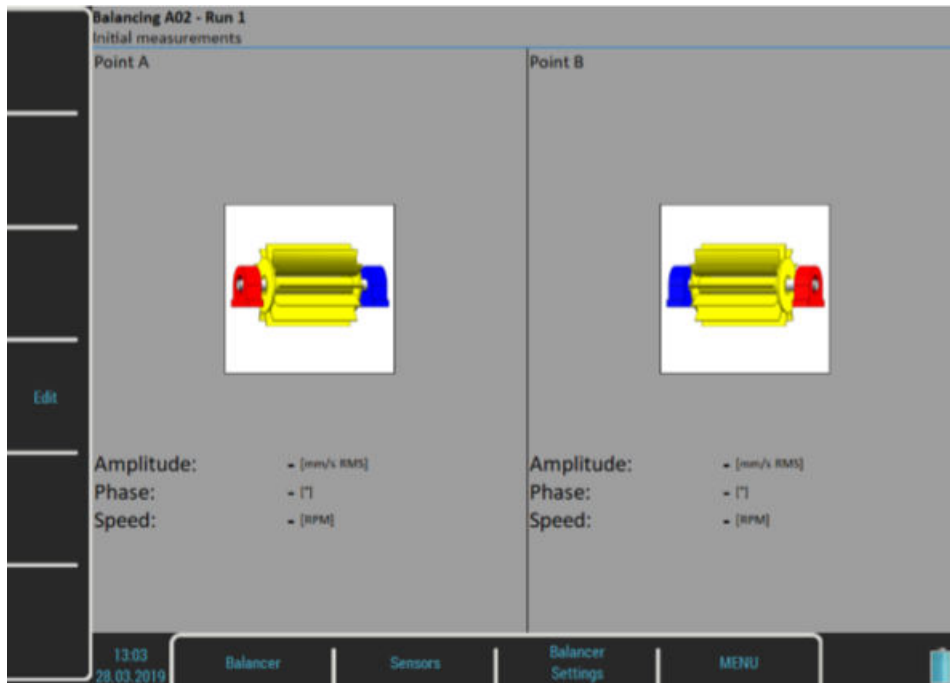 Balancing A02 - Run 1
Initial measurements
Point A
Point B
Edit
Amplitude: - [mm/s RMS]
Phase: - [°]
Speed: - [RPM]
Amplitude: - [mm/s RMS]
Phase: - [°]
Speed: - [RPM]
13:03
28.03.2019
Balancer
Sensors
Balancer
Settings
MENU